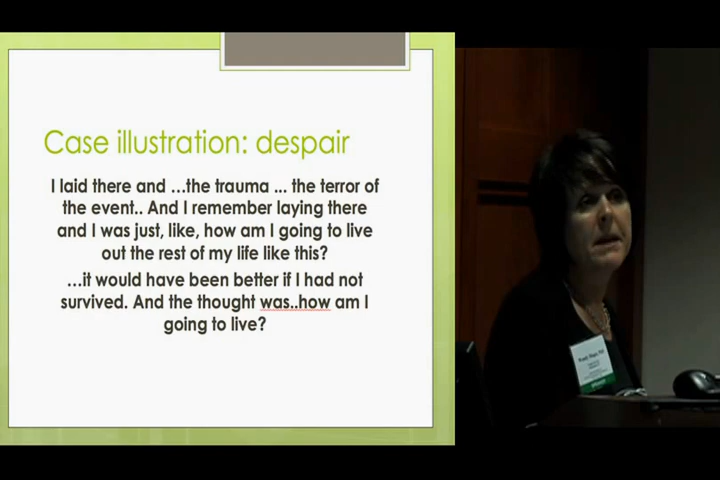 Case illustration: despair
I laid there and ...the trauma ... the terror of
the event.. And I remember laying there
and I was just, like, how am I going to live
out the rest of my life like this?
...it would have been better if I had not
survived. And the thought was..how am I
going to live?